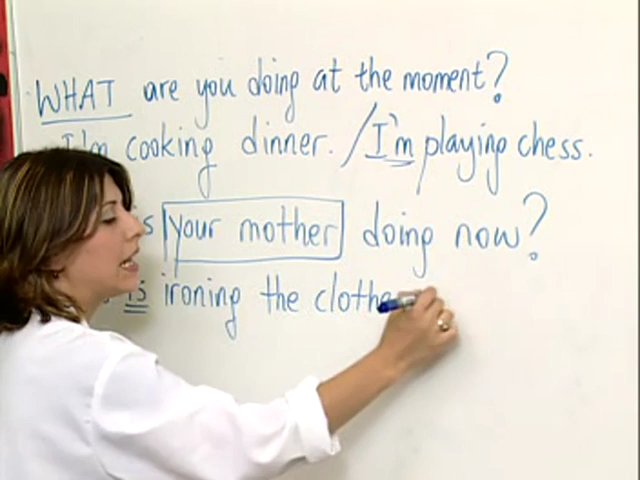 WHAT are you doing at the moment?
I'm cooking dinner. / I'm playing chess.
is your mother doing now?
is ironing the clothe